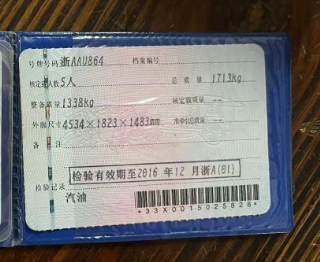 号牌号码 浙AAU864 档案编号
核定载人数 5人 总质量 1713kg
整备质量 1338kg 核定载质量 --
外廓尺寸 4534×1823×1483mm 准牵引总质量 --
备注
检验有效期至2016年12月浙A(01)
检验记录
汽油
*33X0015025826*